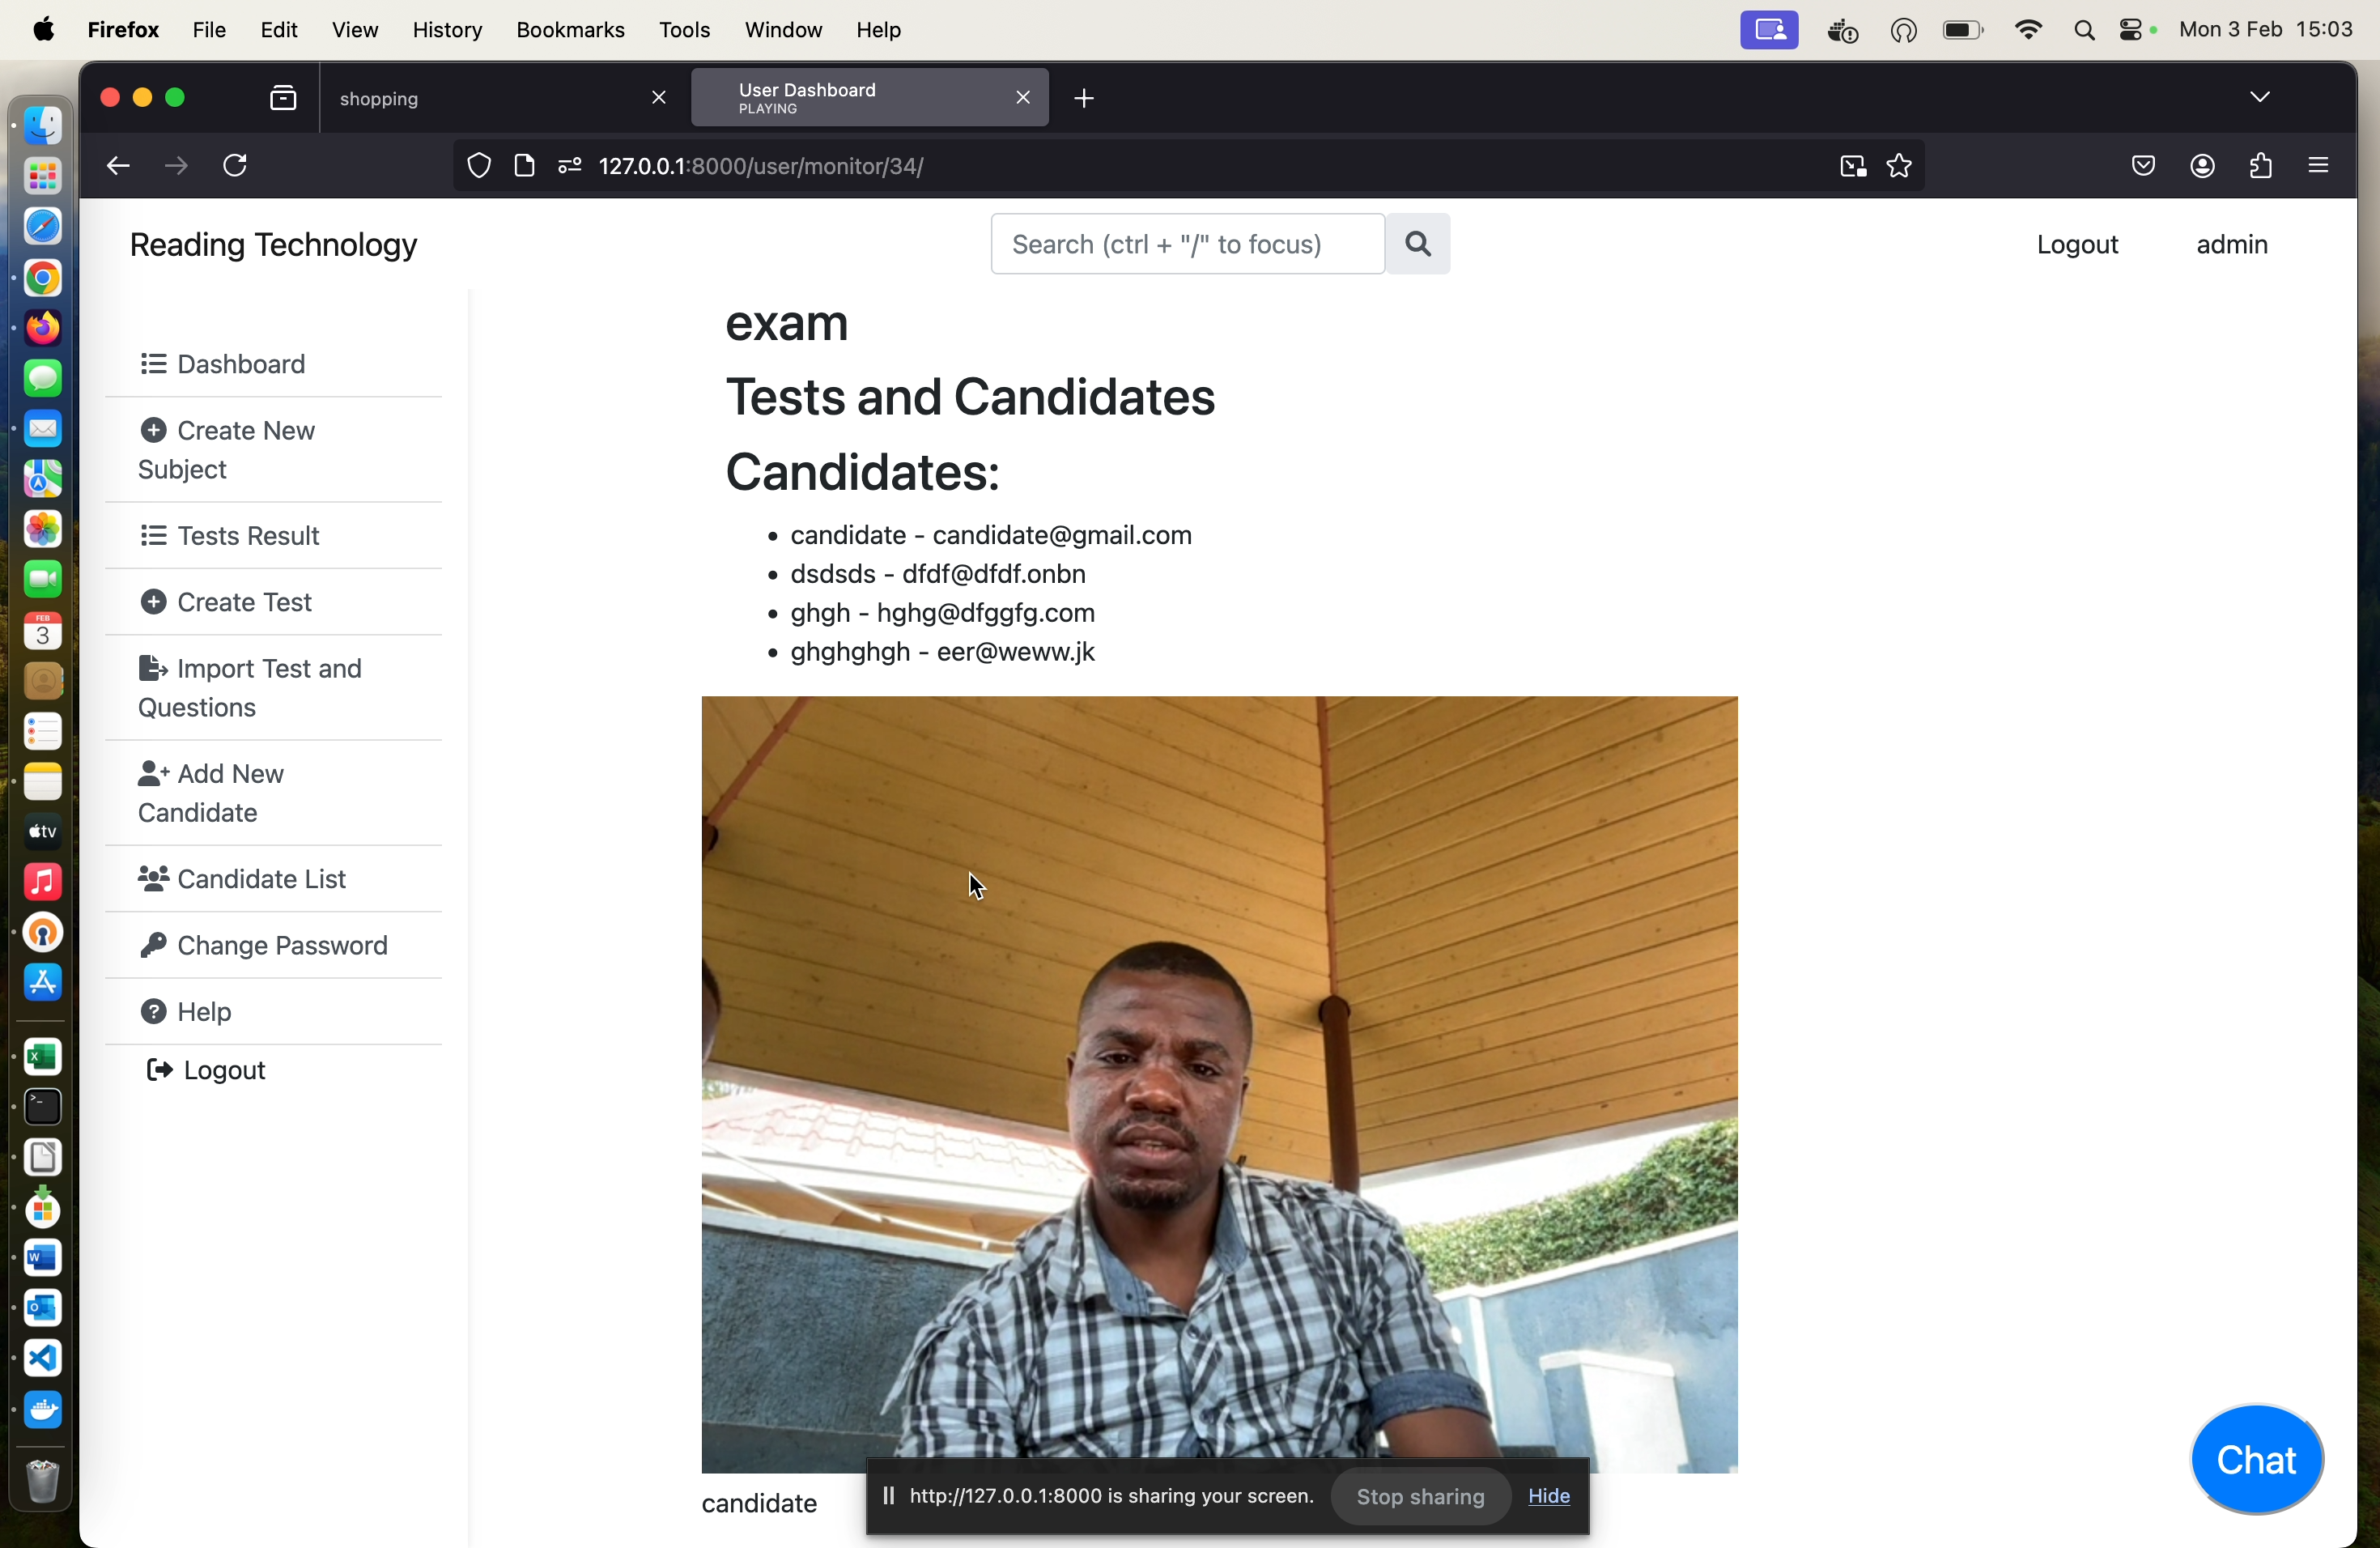 Firefox File Edit View History Bookmarks Tools Window Help Mon 3 Feb 15:03
shopping
User Dashboard
PLAYING
127.0.0.1:8000/user/monitor/34/
Reading Technology
Search (ctrl + "/" to focus)
Logout admin
Dashboard
Create New
Subject
Tests Result
Create Test
Import Test and
Questions
Add New
Candidate
Candidate List
Change Password
Help
Logout
exam
Tests and Candidates
Candidates:
candidate - candidate@gmail.com
dsdsds - dfdf@dfdf.onbn
ghgh - hghg@dfggfg.com
ghghghgh - eer@weww.jk
candidate
http://127.0.0.1:8000 is sharing your screen. Stop sharing Hide
Chat
FEB
3
tv